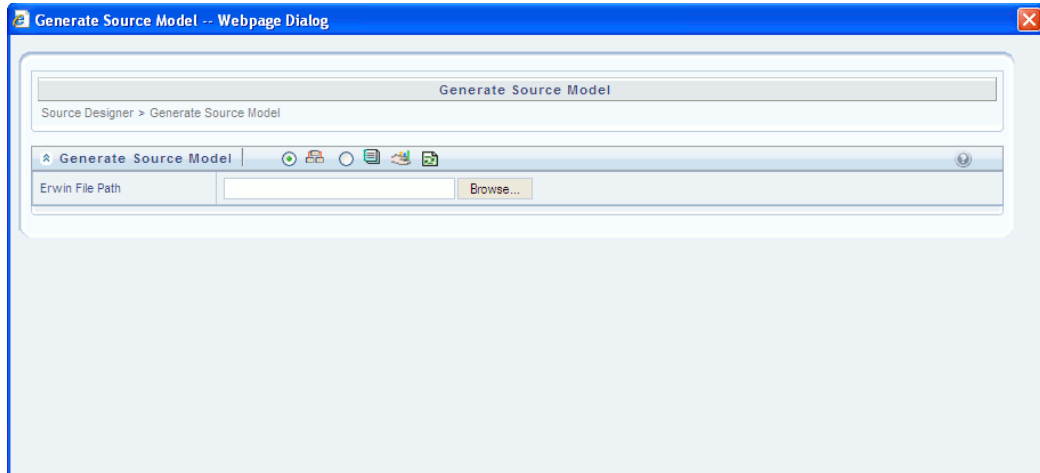 Generate Source Model -- Webpage Dialog
Generate Source Model
Source Designer > Generate Source Model
Generate Source Model
Erwin File Path
Browse...